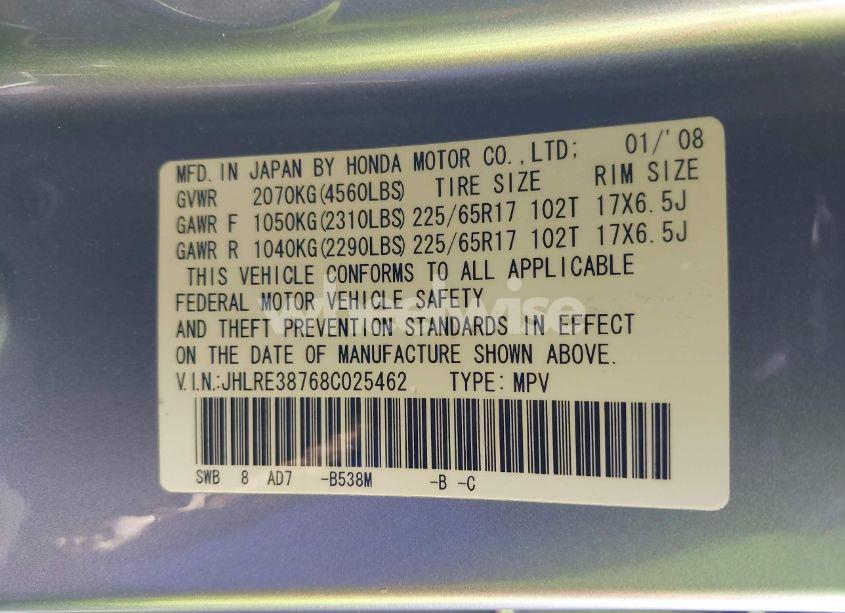 MFD. IN JAPAN BY HONDA MOTOR CO.,LTD; 01/'08
GVWR 2070KG(4560LBS) TIRE SIZE RIM SIZE
GAWR F 1050KG(2310LBS) 225/65R17 102T 17X6.5J
GAWR R 1040KG(2290LBS) 225/65R17 102T 17X6.5J
THIS VEHICLE CONFORMS TO ALL APPLICABLE
FEDERAL MOTOR VEHICLE SAFETY
AND THEFT PREVENTION STANDARDS IN EFFECT
ON THE DATE OF MANUFACTURE SHOWN ABOVE.
V.I.N.:JHLRE38768C025462 TYPE: MPV
SWB 8 AD7 -B538M -B -C
wheelwise